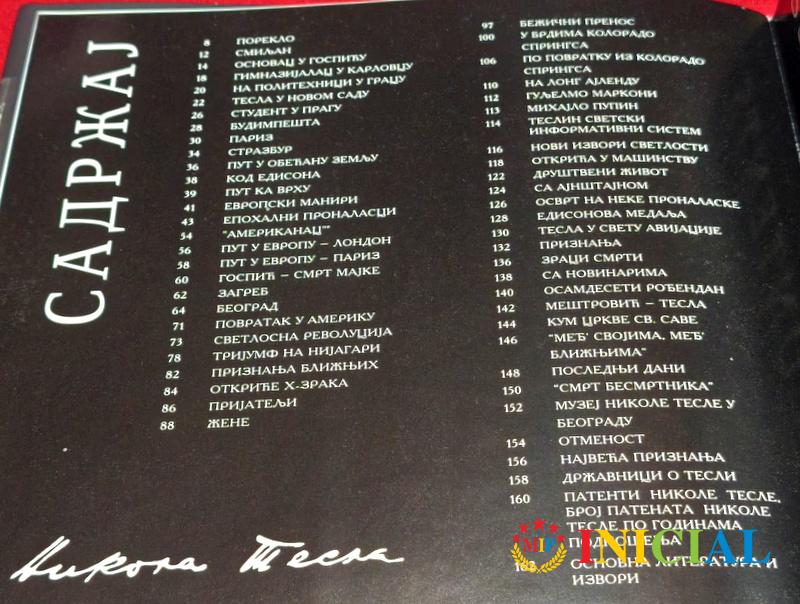 САДРЖАЈ
8 ПОРЕКЛО
12 СМИЉАН
14 ОСНОВАЦ У ГОСПИЋУ
18 ГИМНАЗИЈАЛАЦ У КАРЛОВЦУ
20 НА ПОЛИТЕХНИЦИ У ГРАЦУ
22 ТЕСЛА У НОВОМ САДУ
26 СТУДЕНТ У ПРАГУ
28 БУДИМПЕШТА
30 ПАРИЗ
34 СТРАЗБУР
36 ПУТ У ОБЕЋАНУ ЗЕМЉУ
38 КОД ЕДИСОНА
39 ПУТ КА ВРХУ
41 ЕВРОПСКИ МАНИРИ
43 ЕПОХАЛНИ ПРОНАЛАСЦИ
54 "АМЕРИКАНАЦ"
56 ПУТ У ЕВРОПУ – ЛОНДОН
58 ПУТ У ЕВРОПУ – ПАРИЗ
60 ГОСПИЋ – СМРТ МАЈКЕ
62 ЗАГРЕБ
64 БЕОГРАД
71 ПОВРАТАК У АМЕРИКУ
73 СВЕТЛОСНА РЕВОЛУЦИЈА
78 ТРИЈУМФ НА НИЈАГАРИ
82 ПРИЗНАЊА БЛИЖЊИХ
84 ОТКРИЋЕ Х-ЗРАКА
86 ПРИЈАТЕЉИ
88 ЖЕНЕ
97 БЕЖИЧНИ ПРЕНОС
100 У БРДИМА КОЛОРАДО
СПРИНГСА
106 ПО ПОВРАТКУ ИЗ КОЛОРАДО
СПРИНГСА
110 НА ЛОНГ АЈЛЕНДУ
112 ГУЉЕЛМО МАРКОНИ
113 МИХАЈЛО ПУПИН
114 ТЕСЛИН СВЕТСКИ
ИНФОРМАТИВНИ СИСТЕМ
116 НОВИ ИЗВОРИ СВЕТЛОСТИ
118 ОТКРИЋА У МАШИНСТВУ
122 ДРУШТВЕНИ ЖИВОТ
124 СА АЈНШТАЈНОМ
126 ОСВРТ НА НЕКЕ ПРОНАЛАСКЕ
128 ЕДИСОНОВА МЕДАЉА
130 ТЕСЛА У СВЕТУ АВИЈАЦИЈЕ
132 ПРИЗНАЊА
136 ЗРАЦИ СМРТИ
138 СА НОВИНАРИМА
140 ОСАМДЕСЕТИ РОЂЕНДАН
142 МЕШТРОВИЋ – ТЕСЛА
144 КУМ ЦРКВЕ СВ. САВЕ
146 "МЕЂ' СВОЈИМА, МЕЂ'
БЛИЖЊИМА"
148 ПОСЛЕДЊИ ДАНИ
150 "СМРТ БЕСМРТНИКА"
152 МУЗЕЈ НИКОЛЕ ТЕСЛЕ У
БЕОГРАДУ
154 ОТМЕНОСТ
156 НАЈВЕЋА ПРИЗНАЊА
158 ДРЖАВНИЦИ О ТЕСЛИ
160 ПАТЕНТИ НИКОЛЕ ТЕСЛЕ,
БРОЈ ПАТЕНАТА НИКОЛЕ
ТЕСЛЕ ПО ГОДИНАМА
ОСНОВНА ЛИТЕРАТУРА И
ИЗВОРИ
Никола Тесла
MIF INICIAL